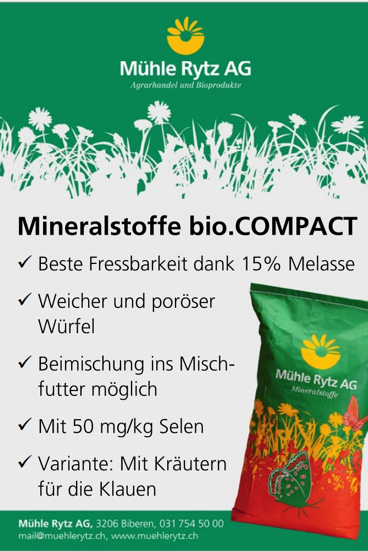 Mühle Rytz AG
Agrarhandel und Bioprodukte
Mineralstoffe bio.COMPACT
✓ Beste Fressbarkeit dank 15% Melasse
✓ Weicher und poröser
Würfel
✓ Beimischung ins Misch-
futter möglich
✓ Mit 50 mg/kg Selen
✓ Variante: Mit Kräutern
für die Klauen
Mühle Rytz AG
Mineralstoffe
Mühle Rytz AG, 3206 Biberen, 031 754 50 00
mail@muehlerytz.ch, www.muehlerytz.ch